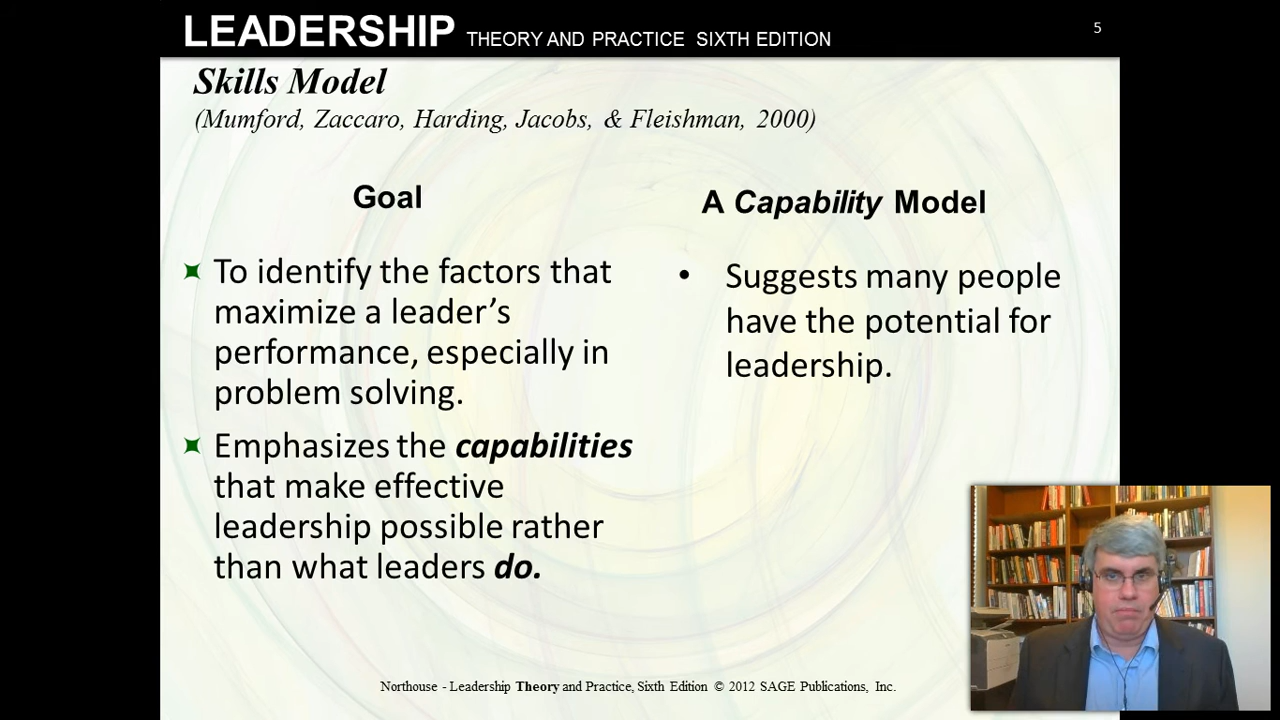 LEADERSHIP THEORY AND PRACTICE SIXTH EDITION
5
Skills Model
(Mumford, Zaccaro, Harding, Jacobs, & Fleishman, 2000)
Goal
To identify the factors that
maximize a leader’s
performance, especially in
problem solving.
Emphasizes the capabilities
that make effective
leadership possible rather
than what leaders do.
A Capability Model
• Suggests many people
have the potential for
leadership.
Northouse - Leadership Theory and Practice, Sixth Edition © 2012 SAGE Publications, Inc.